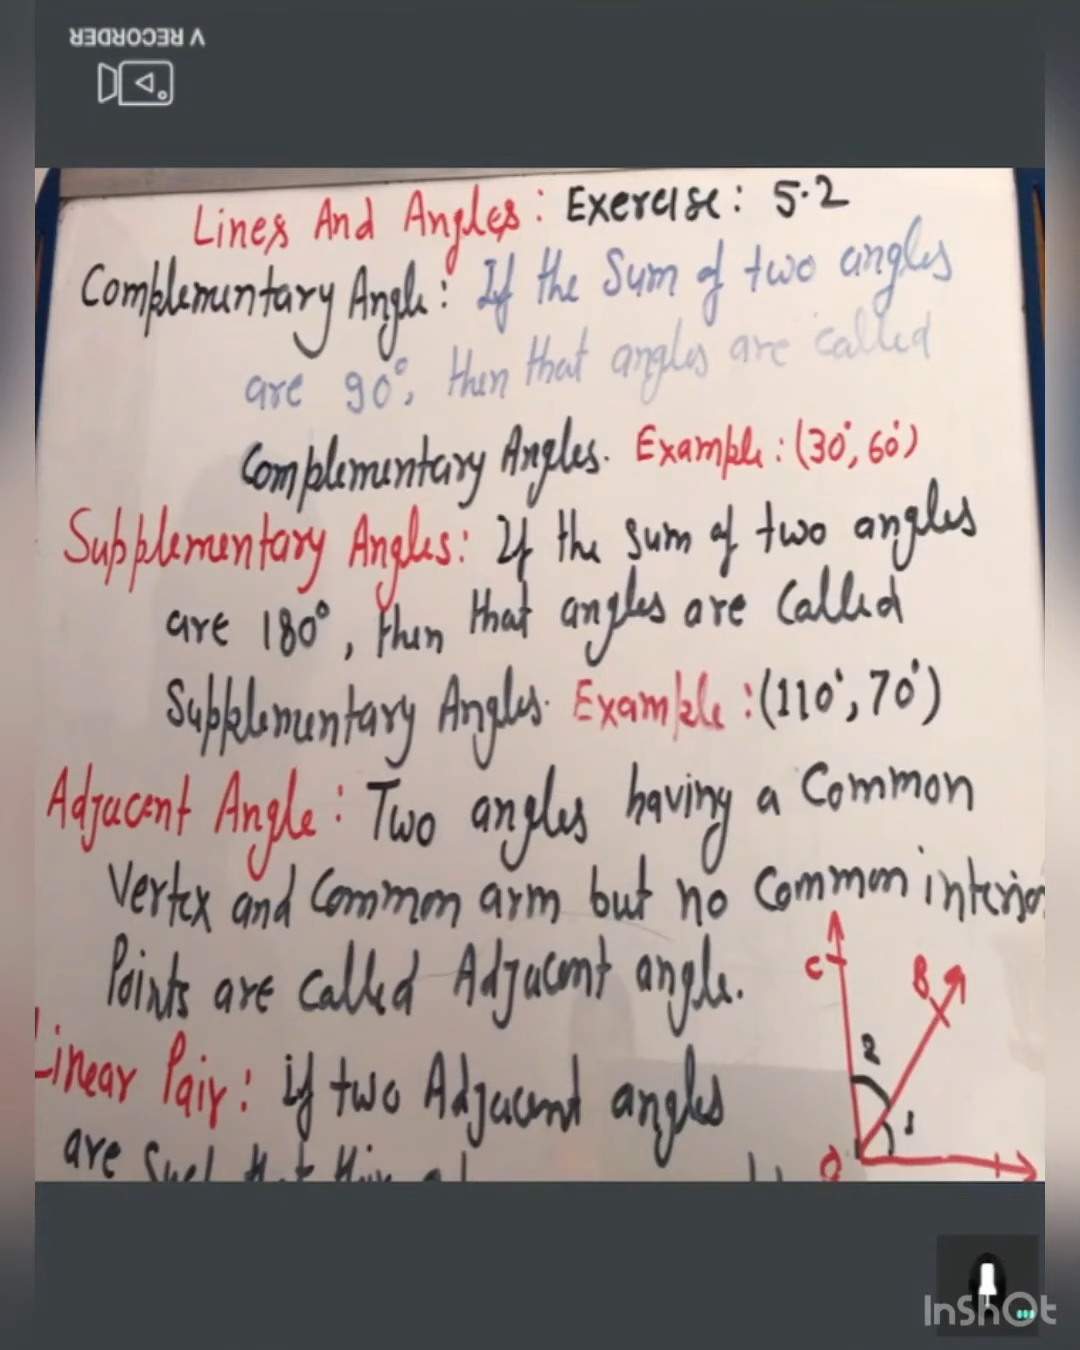 V RECORDER
Lines And Angles: Exercise: 5.2
Complementary Angle: If the Sum of two angles
are 90°, then that angles are called
Complementary Angles. Example: (30°, 60°)
Supplementary Angles: If the sum of two angles
are 180°, then that angles are called
Supplementary Angles. Example: (110°, 70°)
Adjacent Angle: Two angles having a Common
Vertex and Common arm but no Common interior
Points are called Adjacent angle.
C
B
2
1
O
Linear Pair: if two Adjacent angles
are
InShOt